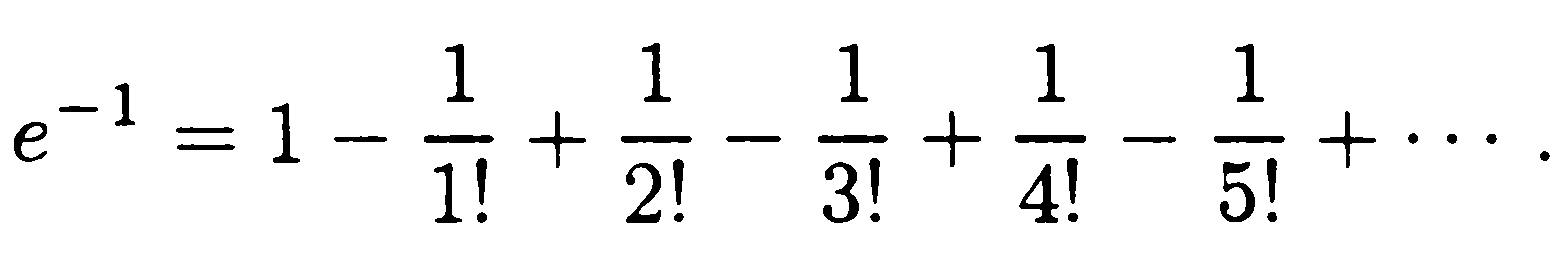 e^{-1} = 1 - \frac{1}{1!} + \frac{1}{2!} - \frac{1}{3!} + \frac{1}{4!} - \frac{1}{5!} + \cdots .